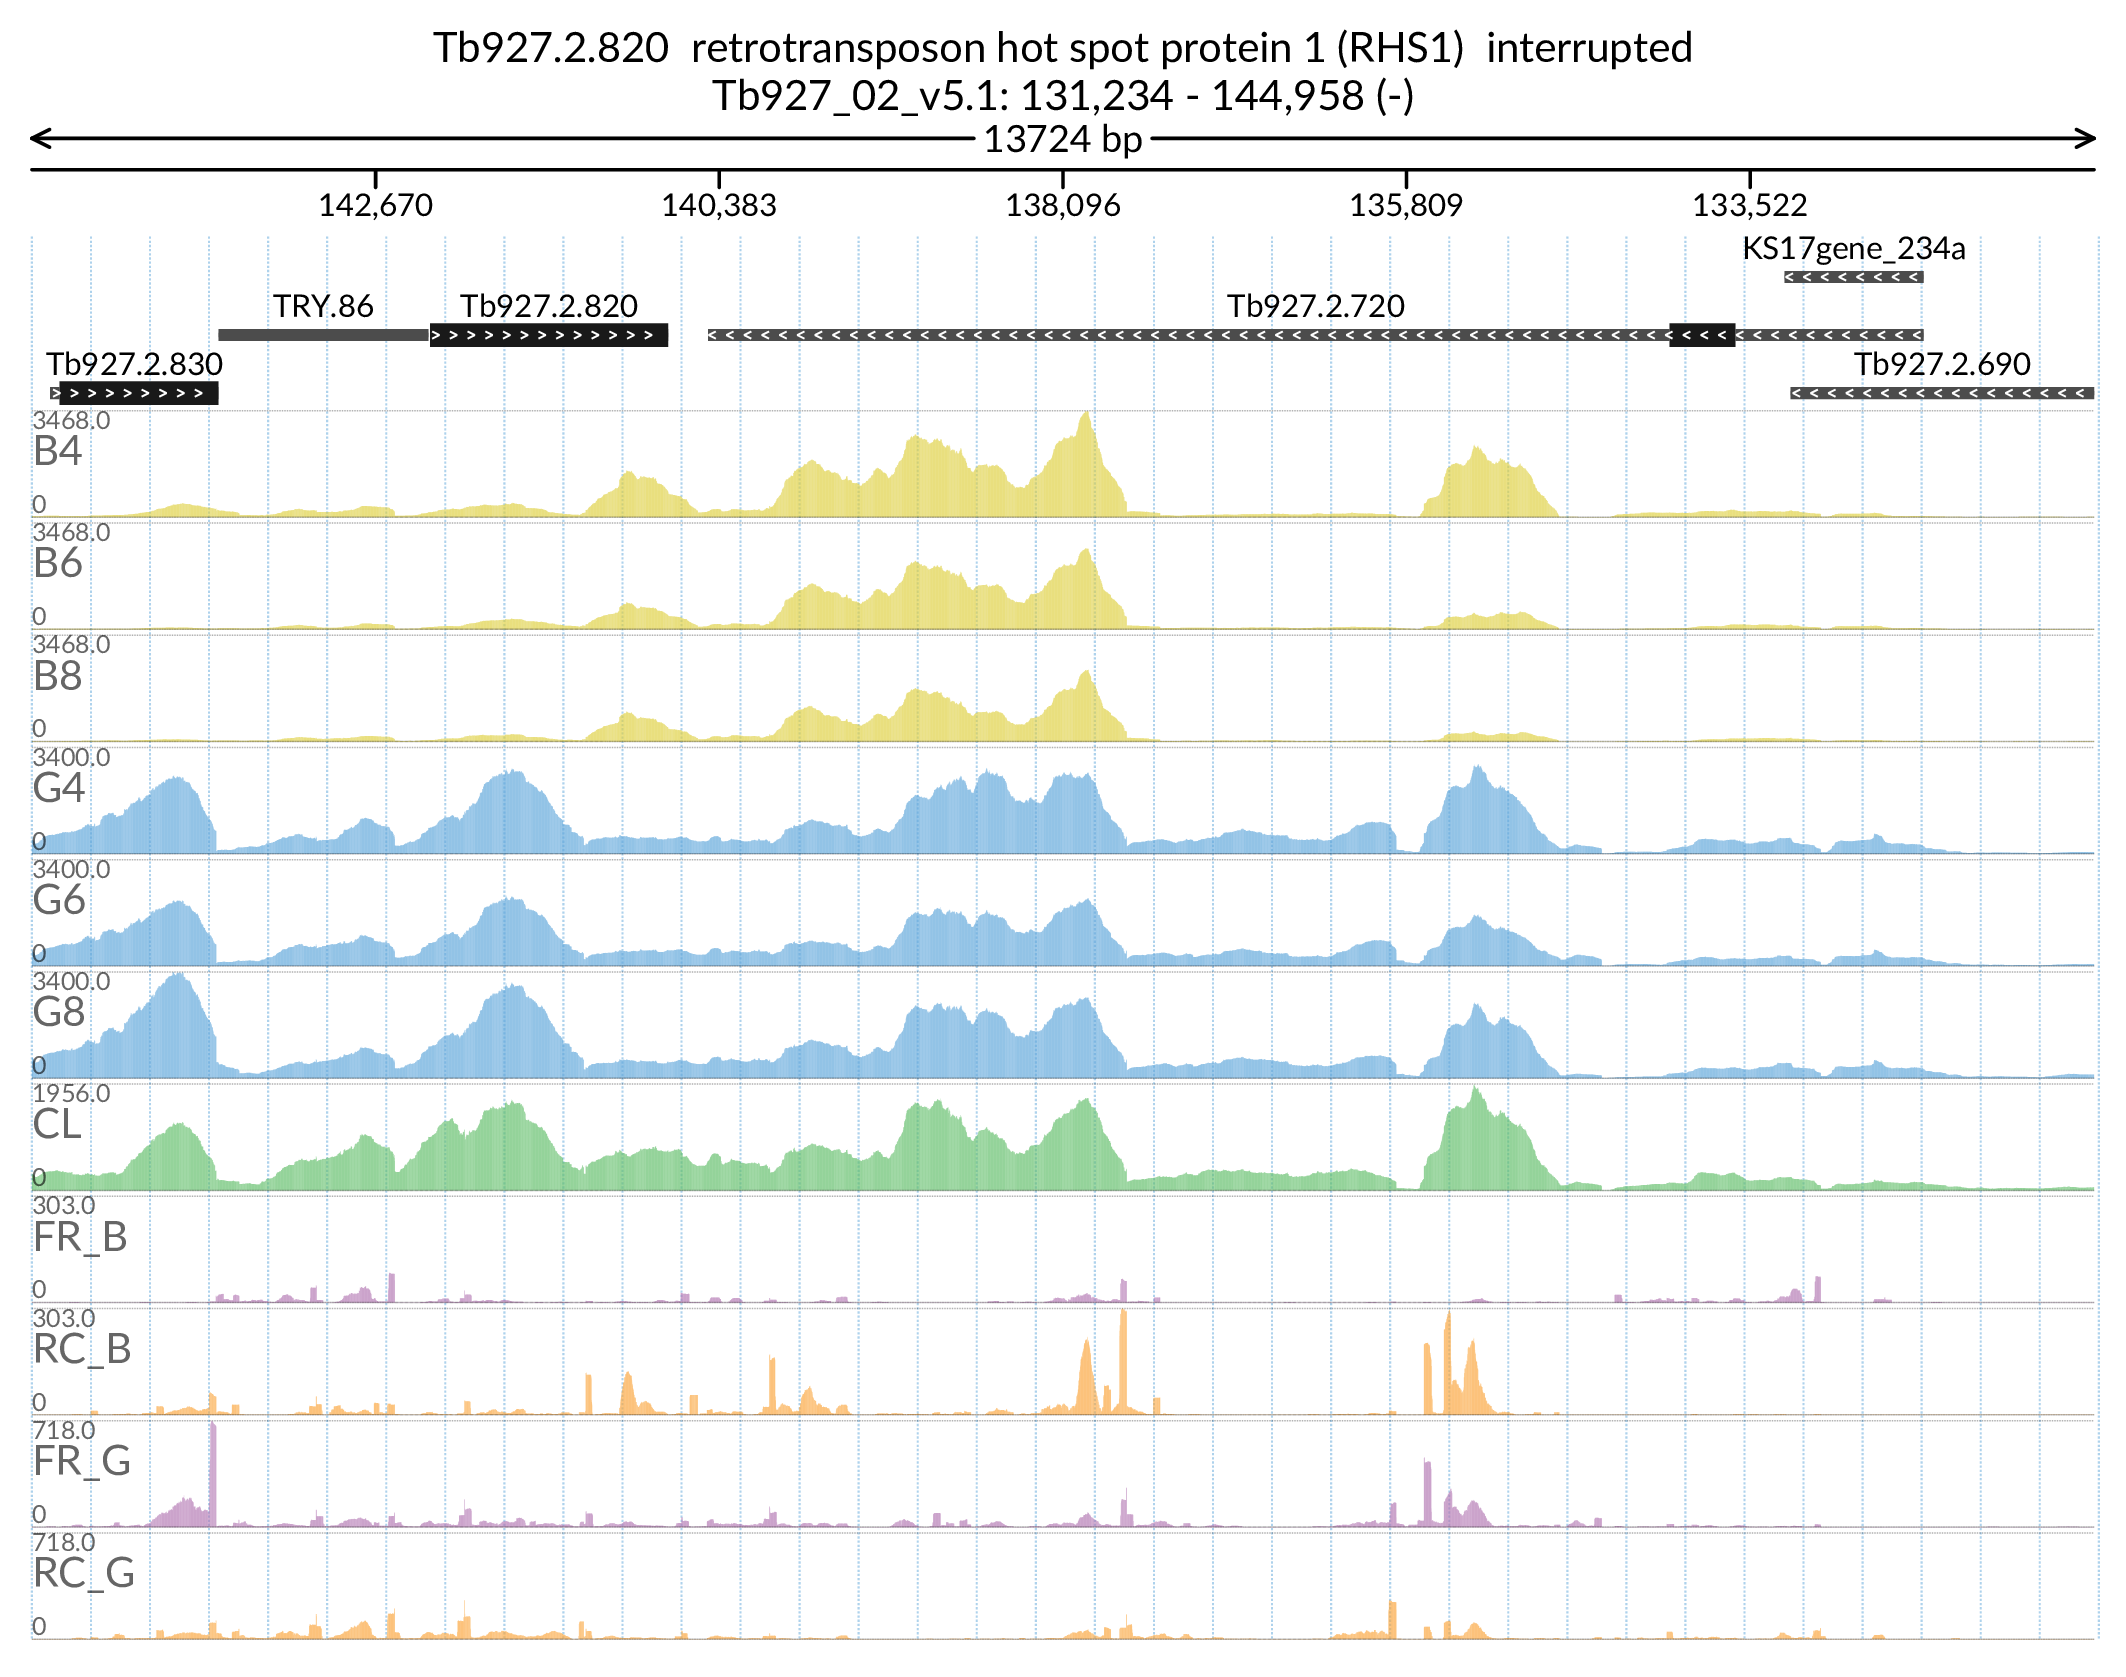 Tb927.2.820 retrotransposon hot spot protein 1 (RHS1) interrupted
Tb927_02_v5.1: 131,234 - 144,958 (-)
13724 bp
142,670 140,383 138,096 135,809 133,522
KS17gene_234a
TRY.86 Tb927.2.820 Tb927.2.720
Tb927.2.830 Tb927.2.690
3468.0
B4
0
3468.0
B6
0
3468.0
B8
0
3400.0
G4
0
3400.0
G6
0
3400.0
G8
0
1956.0
CL
0
303.0
FR_B
0
303.0
RC_B
0
718.0
FR_G
0
718.0
RC_G
0